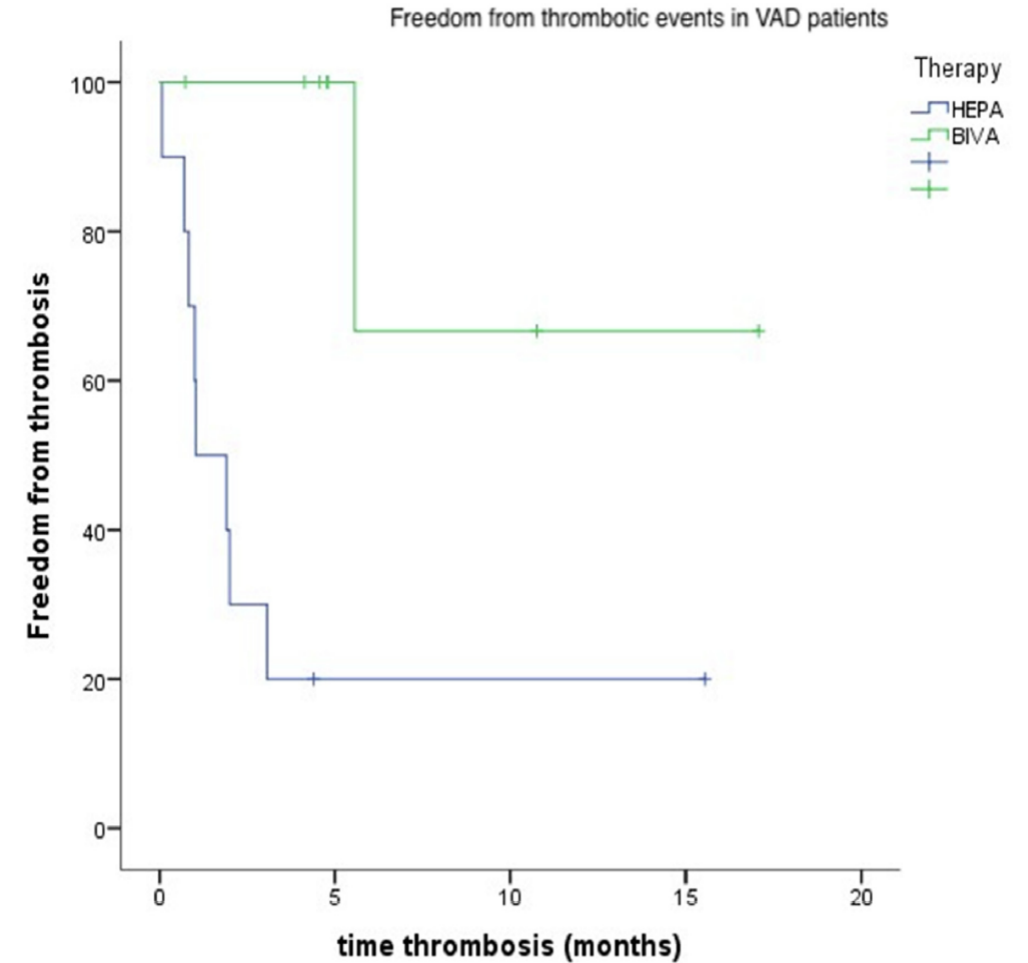 Freedom from thrombotic events in VAD patients
Therapy
HEPA
BIVA
Freedom from thrombosis
100
80
60
40
20
0
0 5 10 15 20
time thrombosis (months)